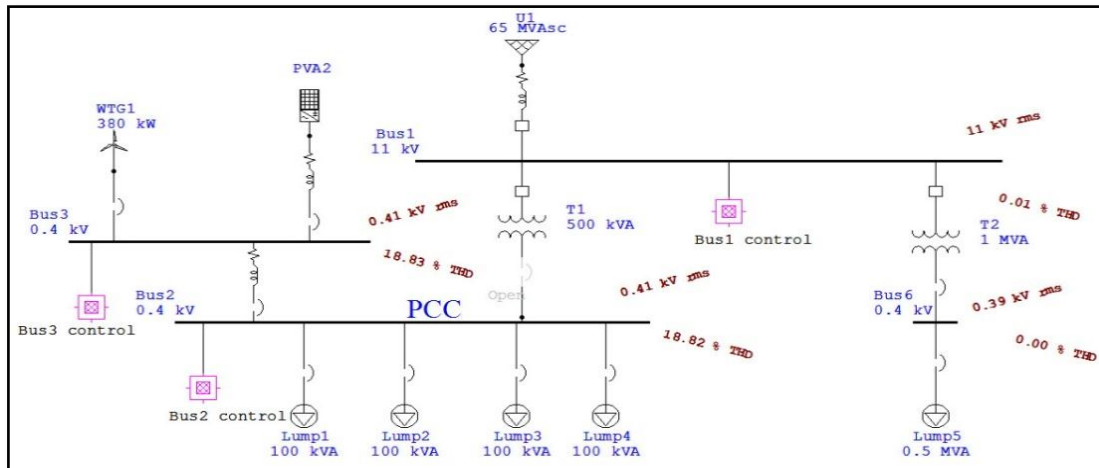 U1
65 MVAsc
PVA2
WTG1
380 kW
Bus1
11 kV
11 kV rms
Bus3
0.4 kV
0.41 kV rms
T1
500 kVA
Bus1 control
0.01 % THD
T2
1 MVA
18.83 % THD
Bus2
0.4 kV
Open
PCC
0.41 kV rms
Bus6
0.4 kV
0.39 kV rms
Bus3 control
18.82 % THD
0.00 % THD
Bus2 control
Lump1
100 kVA
Lump2
100 kVA
Lump3
100 kVA
Lump4
100 kVA
Lump5
0.5 MVA